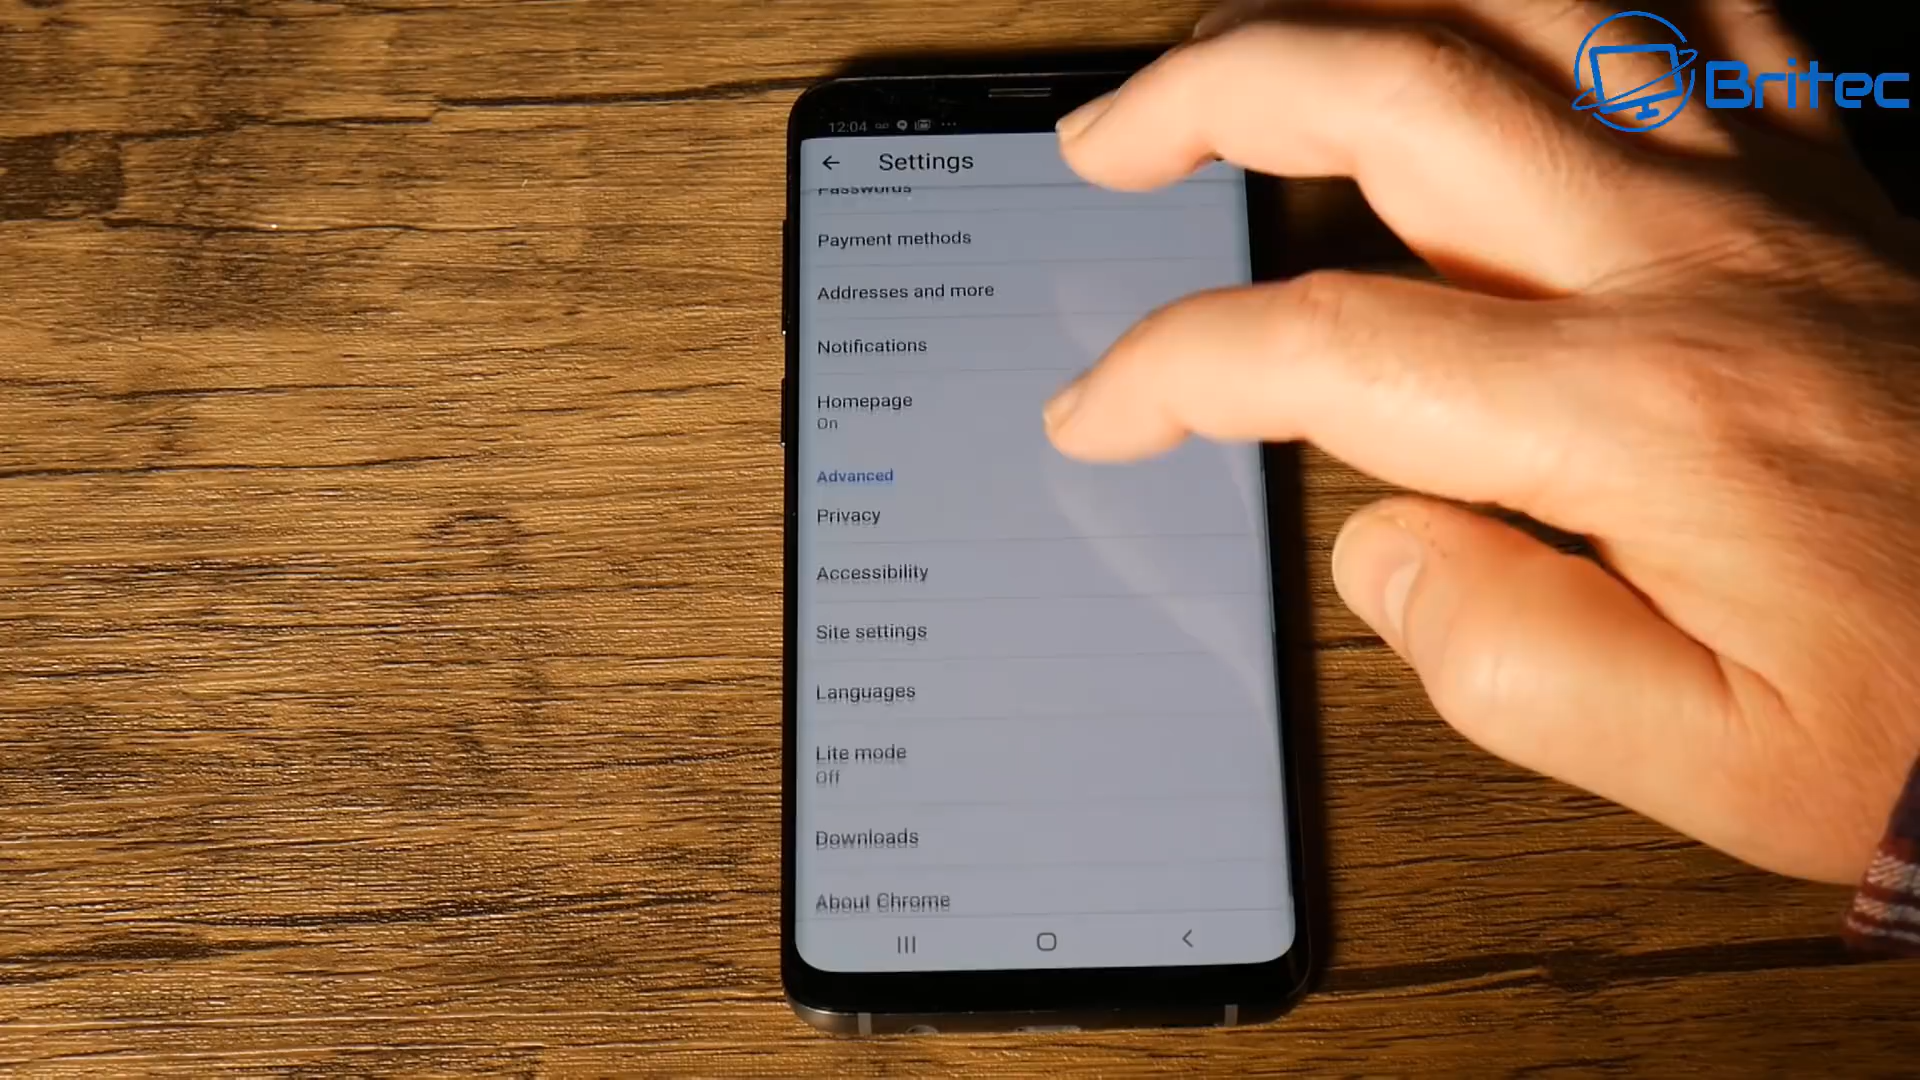 Britec
12:04
Settings
Passwords
Payment methods
Addresses and more
Notifications
Homepage
On
Advanced
Privacy
Accessibility
Site settings
Languages
Lite mode
Off
Downloads
About Chrome